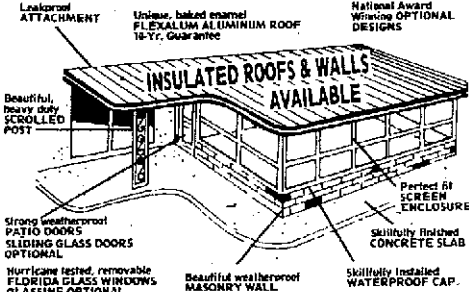 Leakproof
ATTACHMENT
Unique, baked enamel
FLEXALUM ALUMINUM ROOF
10-Yr. Guarantee
National Award
Winning OPTIONAL
DESIGNS
INSULATED ROOFS & WALLS
AVAILABLE
Beautiful,
heavy duty
SCROLLED
POST
Perfect fit
SCREEN
ENCLOSURE
Strong weatherproof
PATIO DOORS
SLIDING GLASS DOORS
OPTIONAL
Skillfully finished
CONCRETE SLAB
Hurricane tested, removable
FLORIDA GLASS WINDOWS
GLASSINE OPTIONAL
Beautiful weatherproof
MASONRY WALL
Skillfully Installed
WATERPROOF CAP